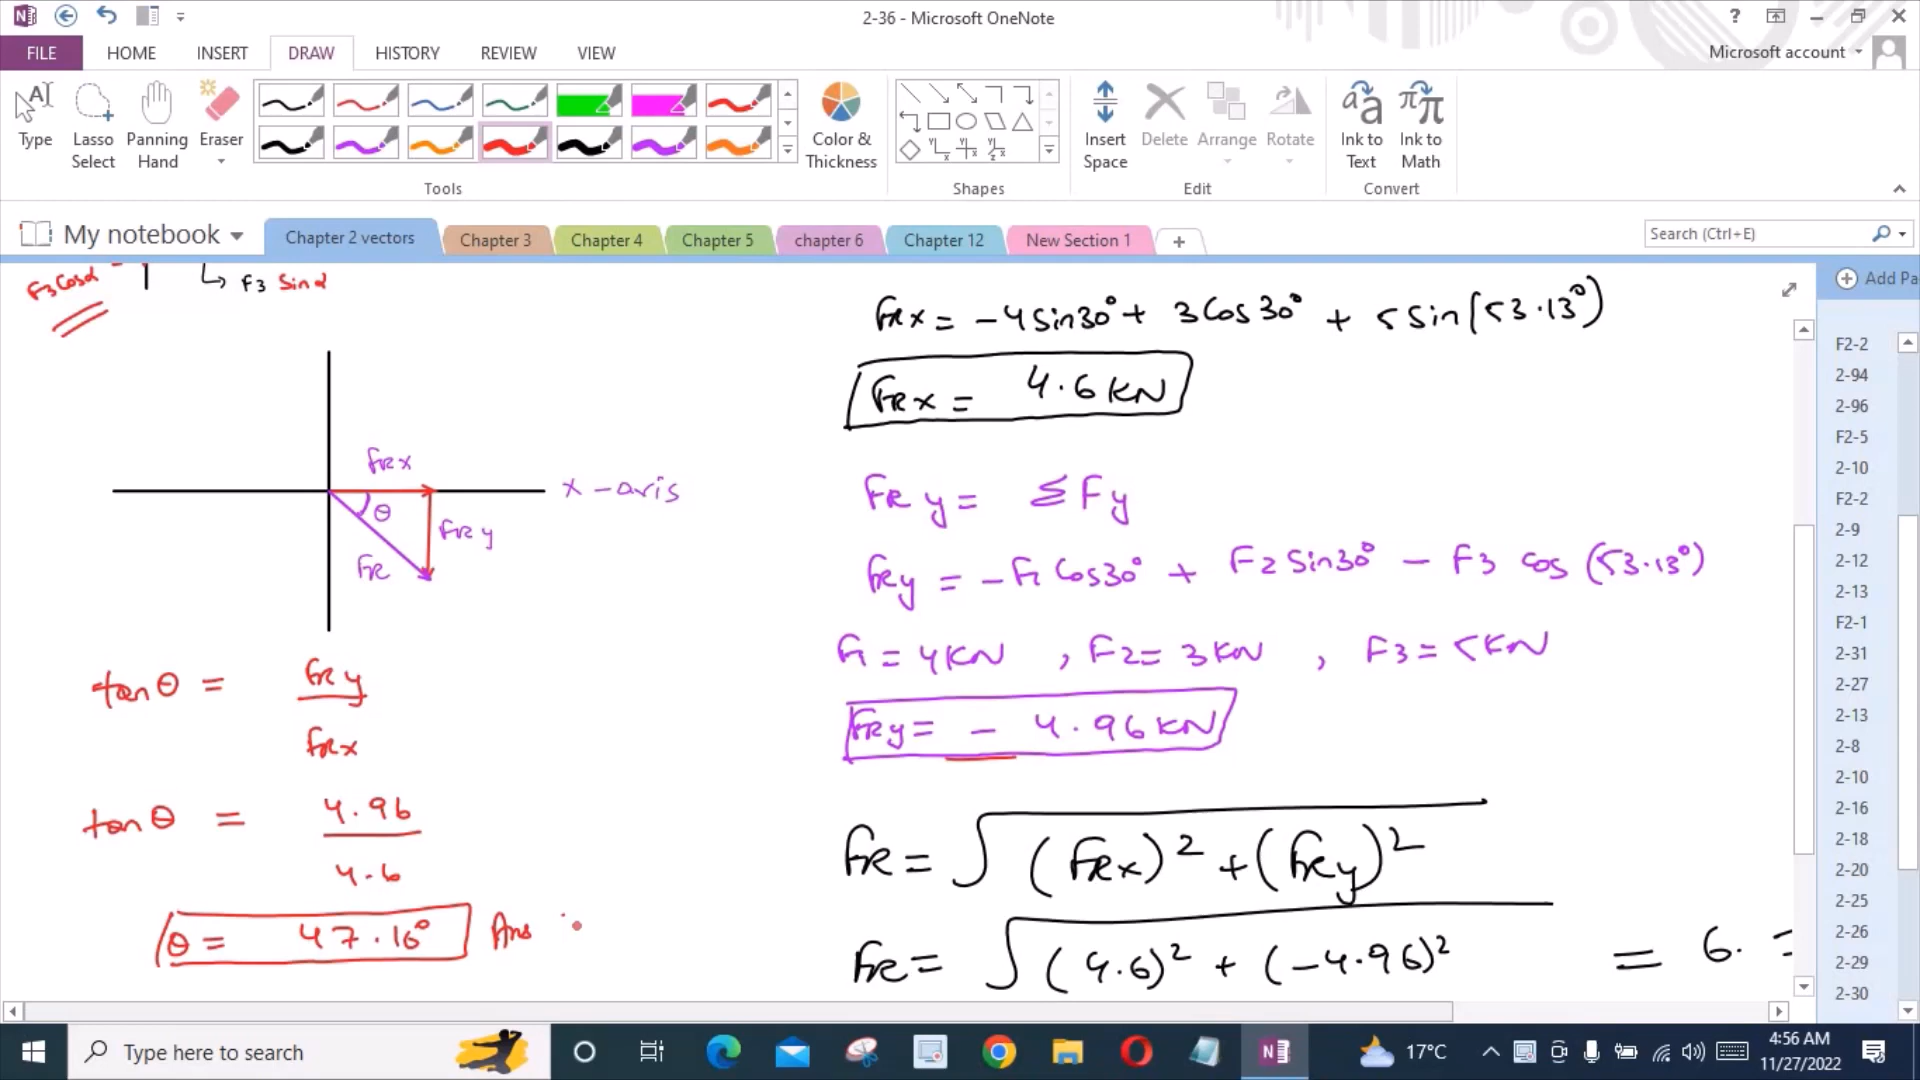 2-36 - Microsoft OneNote
?
FILE HOME INSERT DRAW HISTORY REVIEW VIEW
Microsoft account
Type
Lasso Select
Panning Hand
Eraser
Color & Thickness
Insert Space
Delete
Arrange
Rotate
Ink to Text
Ink to Math
Tools
Shapes
Edit
Convert
My notebook
Chapter 2 vectors
Chapter 3
Chapter 4
Chapter 5
chapter 6
Chapter 12
New Section 1
Search (Ctrl+E)
Add Pa
F3 Cosα
F3 Sinα
FRx
x-axis
θ
FRy
FR
tanθ = FRy / FRx
tanθ = 4.96 / 4.6
θ = 47.16° Ans
FRx = -4Sin30° + 3Cos30° + 5Sin(53.13°)
FRx = 4.6KN
FRy = ΣFy
FRy = -F1 Cos30° + F2Sin30° - F3 Cos(53.13°)
F1 = 4KN , F2 = 3KN , F3 = 5KN
FRy = - 4.96KN
FR = √(FRx)² + (FRy)²
FR = √(4.6)² + (-4.96)² = 6.
F2-2
2-94
2-96
F2-5
2-10
F2-2
2-9
2-12
2-13
F2-1
2-31
2-27
2-13
2-8
2-10
2-16
2-18
2-20
2-25
2-26
2-29
2-30
Type here to search
17°C
4:56 AM
11/27/2022